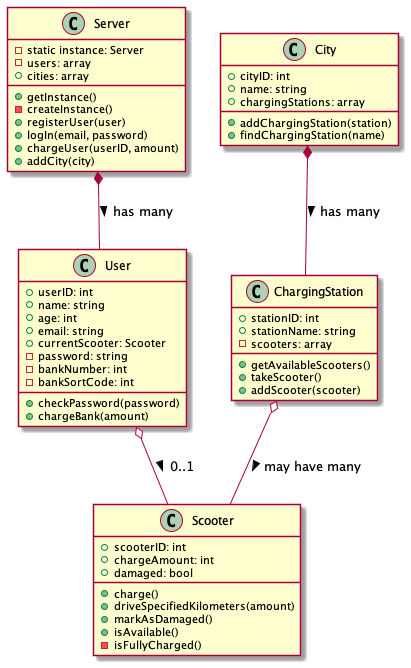 C Server
static instance: Server
users: array
cities: array
getInstance()
createInstance()
registerUser(user)
logIn(email, password)
chargeUser(userID, amount)
addCity(city)
C City
cityID: int
name: string
chargingStations: array
addChargingStation(station)
findChargingStation(name)
has many
has many
C User
userID: int
name: string
age: int
email: string
currentScooter: Scooter
password: string
bankNumber: int
bankSortCode: int
checkPassword(password)
chargeBank(amount)
C ChargingStation
stationID: int
stationName: string
scooters: array
getAvailableScooters()
takeScooter()
addScooter(scooter)
0..1
may have many
C Scooter
scooterID: int
chargeAmount: int
damaged: bool
charge()
driveSpecifiedKilometers(amount)
markAsDamaged()
isAvailable()
isFullyCharged()